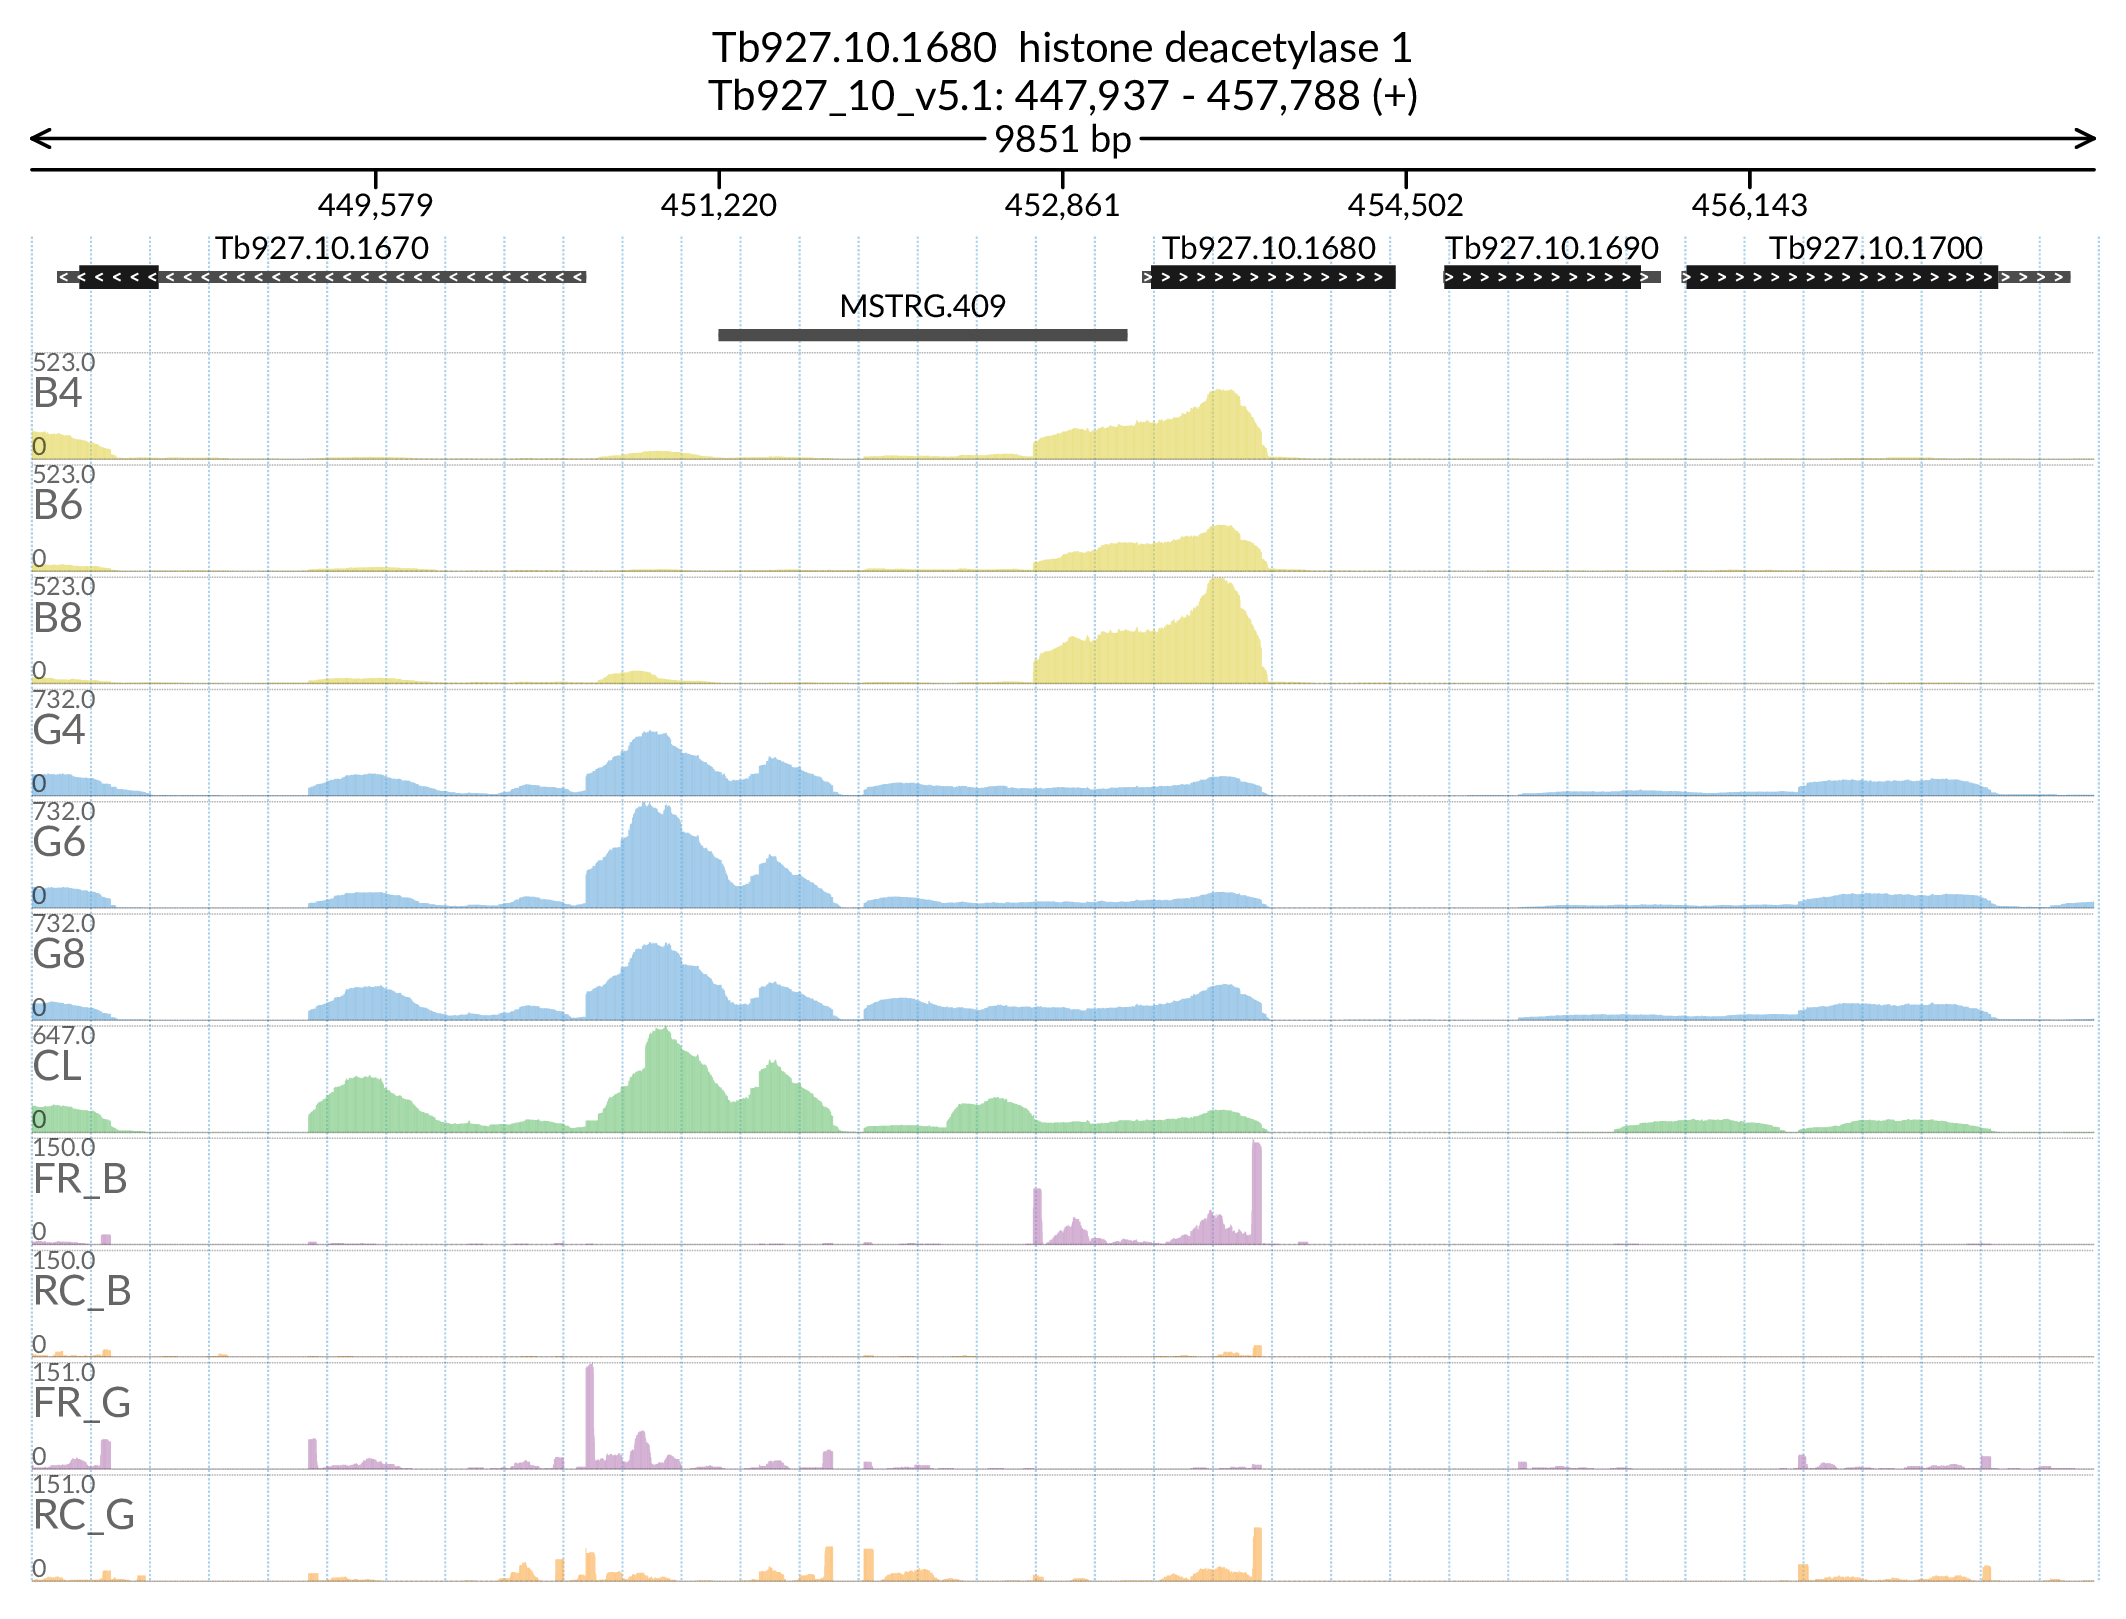 Tb927.10.1680 histone deacetylase 1
Tb927_10_v5.1: 447,937 - 457,788 (+)
9851 bp
449,579 451,220 452,861 454,502 456,143
Tb927.10.1670 Tb927.10.1680 Tb927.10.1690 Tb927.10.1700
MSTRG.409
523.0
B4
0
523.0
B6
0
523.0
B8
0
732.0
G4
0
732.0
G6
0
732.0
G8
0
647.0
CL
0
150.0
FR_B
0
150.0
RC_B
0
151.0
FR_G
0
151.0
RC_G
0